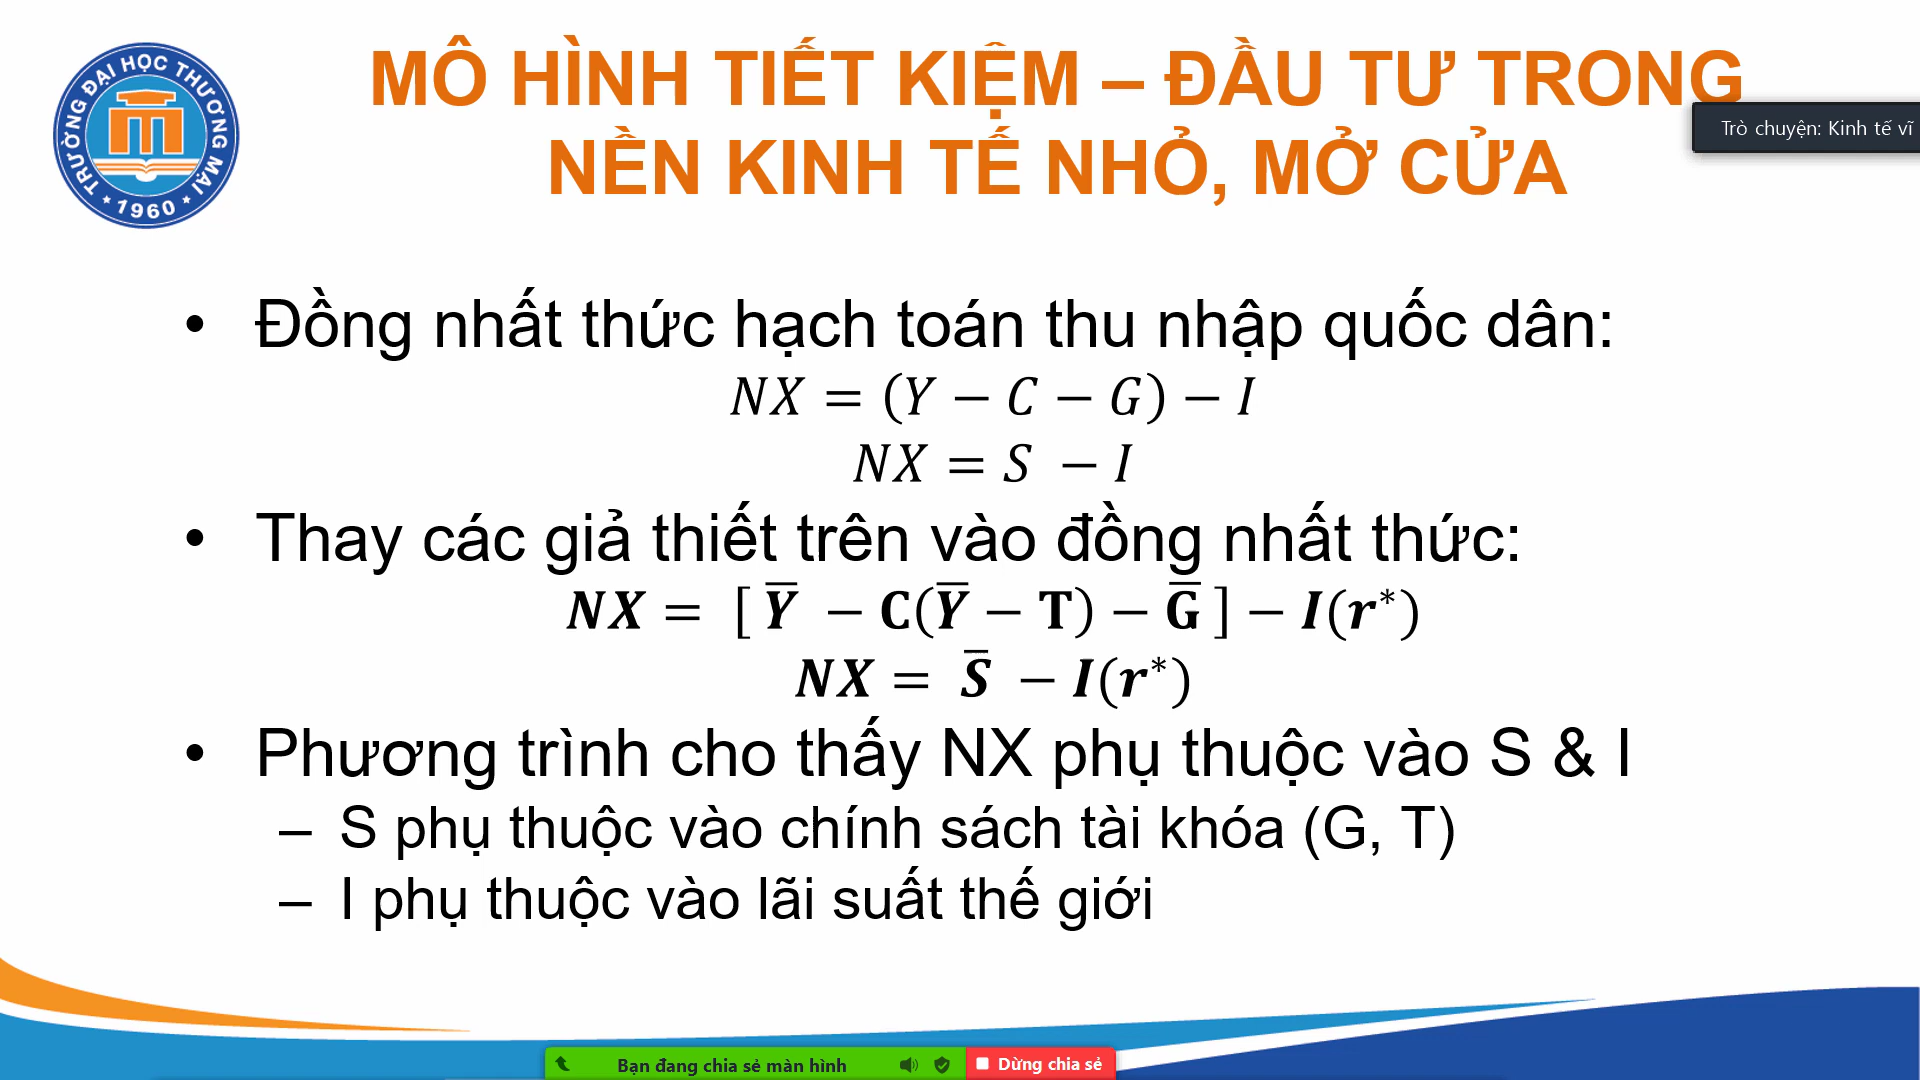 TRƯỜNG ĐẠI HỌC THƯƠNG MẠI
1960
MÔ HÌNH TIẾT KIỆM – ĐẦU TƯ TRONG
NỀN KINH TẾ NHỎ, MỞ CỬA
Trò chuyện: Kinh tế vĩ
• Đồng nhất thức hạch toán thu nhập quốc dân:
NX = (Y − C − G) − I
NX = S − I
• Thay các giả thiết trên vào đồng nhất thức:
NX = [ Y̅ − C(Y̅ − T) − G̅ ] − I(r*)
NX = S̅ − I(r*)
• Phương trình cho thấy NX phụ thuộc vào S & I
– S phụ thuộc vào chính sách tài khóa (G, T)
– I phụ thuộc vào lãi suất thế giới
Bạn đang chia sẻ màn hình
Dừng chia sẻ